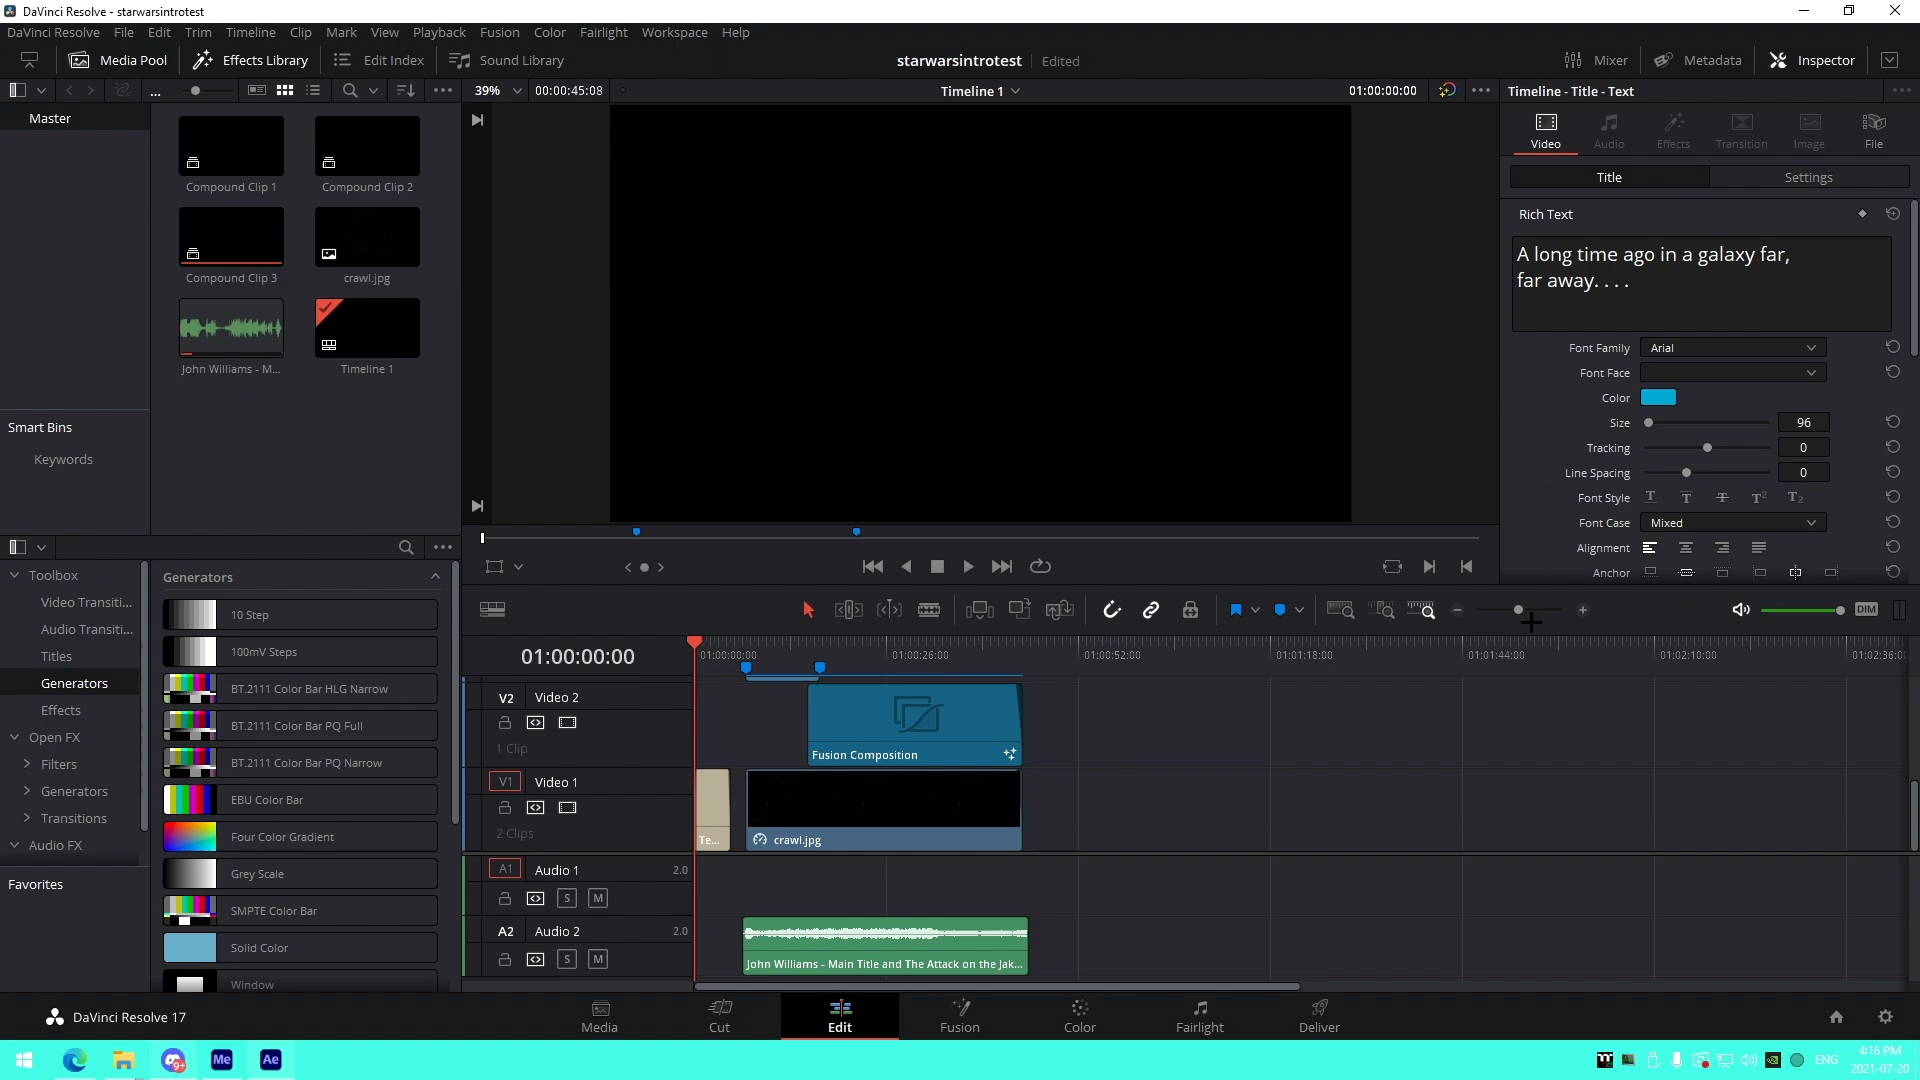 DaVinci Resolve - starwarsintrotest
DaVinci Resolve File Edit Trim Timeline Clip Mark View Playback Fusion Color Fairlight Workspace Help
Media Pool Effects Library Edit Index Sound Library starwarsintrotest Edited Mixer Metadata Inspector
... 39% 00:00:45:08 Timeline 1 01:00:00:00 Timeline - Title - Text
Master
Compound Clip 1
Compound Clip 2
Compound Clip 3
crawl.jpg
John Williams - M...
Timeline 1
Smart Bins
Keywords
Video Audio Effects Transition Image File
Title Settings
Rich Text
A long time ago in a galaxy far,
far away. . . .
Font Family Arial
Font Face
Color
Size 96
Tracking 0
Line Spacing 0
Font Style T T T T2 T2
Font Case Mixed
Alignment
Anchor
Toolbox
Video Transiti...
Audio Transiti...
Titles
Generators
Effects
Open FX
Filters
Generators
Transitions
Audio FX
Favorites
Generators
10 Step
100mV Steps
BT.2111 Color Bar HLG Narrow
BT.2111 Color Bar PQ Full
BT.2111 Color Bar PQ Narrow
EBU Color Bar
Four Color Gradient
Grey Scale
SMPTE Color Bar
Solid Color
Window
DIM
01:00:00:00
01:00:00:00 01:00:26:00 01:00:52:00 01:01:18:00 01:01:44:00 01:02:10:00 01:02:36:0
V2 Video 2
1 Clip
Fusion Composition
V1 Video 1
2 Clips
Te...
crawl.jpg
A1 Audio 1 2.0
S M
A2 Audio 2 2.0
S M
John Williams - Main Title and The Attack on the Jak...
DaVinci Resolve 17
Media Cut Edit Fusion Color Fairlight Deliver
9+ Me Ae
ENG
4:16 PM
2021-07-20